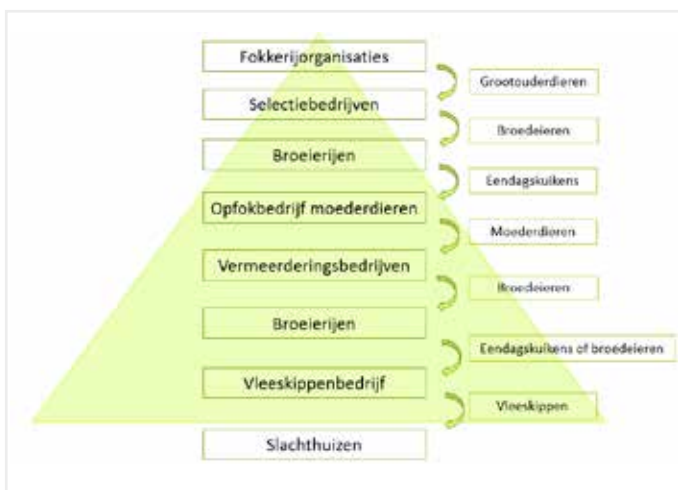 Fokkerijorganisaties
Grootouderdieren
Selectiebedrijven
Broedeieren
Broeierijen
Eendagskuikens
Opfokbedrijf moederdieren
Moederdieren
Vermeerderingsbedrijven
Broedeieren
Broeierijen
Eendagskuikens of broedeieren
Vleeskippenbedrijf
Vleeskippen
Slachthuizen